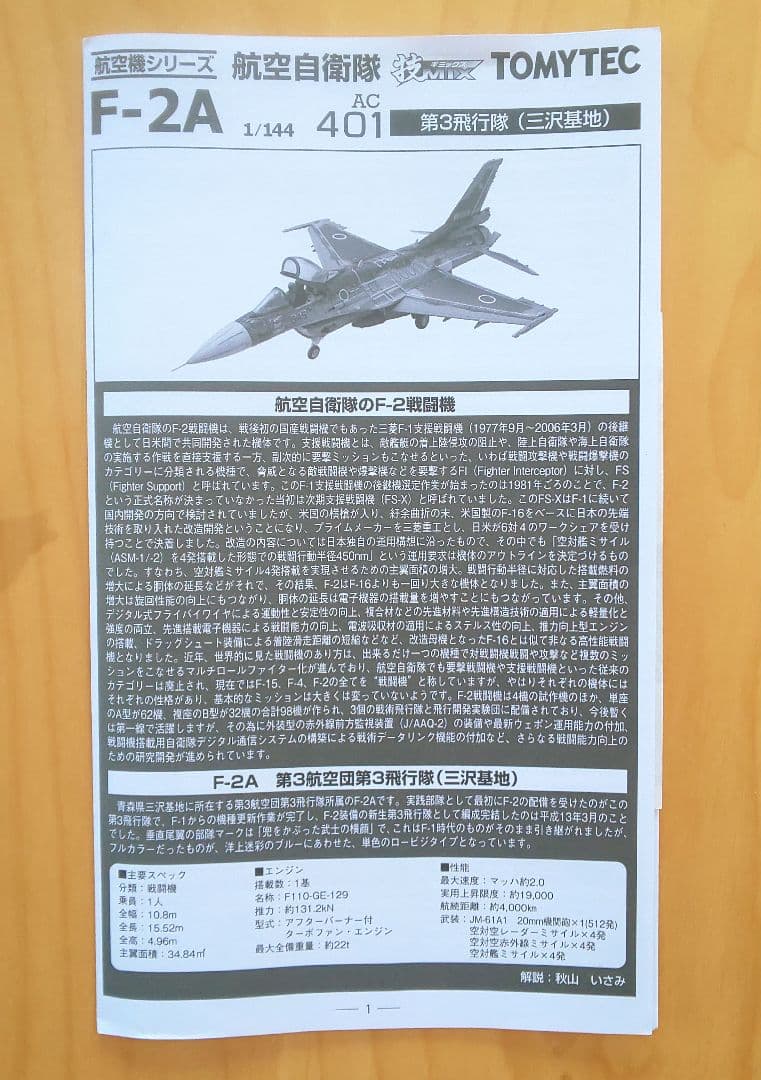 航空機シリーズ 航空自衛隊 技MIX ギミックス TOMYTEC
F-2A 1/144 AC 401 第3飛行隊（三沢基地）
航空自衛隊のF-2戦闘機
航空自衛隊のF-2戦闘機は、戦後初の国産戦闘機でもあった三菱F-1支援戦闘機（1977年9月～2006年3月）の後継
機として日米間で共同開発された機体です。支援戦闘機とは、敵艦艇の着上陸侵攻の阻止や、陸上自衛隊や海上自衛隊
の実施する作戦を直接支援する一方、副次的に要撃ミッションもこなせるといった、いわば戦闘攻撃機や戦闘爆撃機の
カテゴリーに分類される機種で、脅威となる敵戦闘機や爆撃機などを要撃するFI（Fighter Interceptor）に対し、FS
（Fighter Support）と呼ばれています。このF-1支援戦闘機の後継機選定作業が始まったのは1981年ごろのことで、F-2
という正式名称が決まっていなかった当初は次期支援戦闘機（FS-X）と呼ばれていました。このFS-XはF-1に続いて
国内開発の方向で検討されていましたが、米国の横槍が入り、紆余曲折の末、米国製のF-16をベースに日本の先端
技術を取り入れた改造開発ということになり、プライムメーカーを三菱重工とし、日米が6対4のワークシェアを受け
持つことで決着しました。改造の内容については日本独自の運用構想に沿ったもので、その中でも「空対艦ミサイル
（ASM-1/-2）を4発搭載した形態での戦闘行動半径450nm」という運用要求は機体のアウトラインを決定づけるもの
でした。すなわち、空対艦ミサイル4発搭載を実現させるための主翼面積の増大。戦闘行動半径に対応した搭載燃料の
増大による胴体の延長などがそれで、その結果、F-2はF-16よりも一回り大きな機体となりました。また、主翼面積の
増大は旋回性能の向上にもつながり、胴体の延長は電子機器の搭載量を増やすことにもつながっています。その他、
デジタル式フライバイワイヤによる運動性と安定性の向上、複合材などの先進材料や先進構造技術の適用による軽量化と
強度の両立、先進搭載電子機器による戦闘能力の向上、電波吸収材の適用によるステルス性の向上、推力向上型エンジン
の搭載、ドラッグシュート装備による着陸滑走距離の短縮などなど、改造母機となったF-16とは似て非なる高性能戦闘
機となりました。近年、世界的に見た戦闘機のあり方は、出来るだけ一つの機種で対戦闘機戦闘や攻撃など複数のミッ
ションをこなせるマルチロールファイター化が進んでおり、航空自衛隊でも要撃戦闘機や支援戦闘機といった従来の
カテゴリーは廃止され、現在ではF-15、F-4、F-2の全てを“戦闘機”と称していますが、やはりそれぞれの機体には
それぞれの性格があり、基本的なミッションは大きくは変っていないようです。F-2戦闘機は4機の試作機のほか、単座
のA型が62機、複座のB型が32機の合計98機が作られ、3個の戦術飛行隊と飛行開発実験団に配備されており、今後暫く
は第一線で活躍しますが、その為に外装型の赤外線前方監視装置（J/AAQ-2）の装備や最新ウェポン運用能力の付加、
戦闘機搭載用自衛隊デジタル通信システムの構築による戦術データリンク機能の付加など、さらなる戦闘能力向上の
ための研究開発が進められています。
F-2A 第3航空団第3飛行隊（三沢基地）
青森県三沢基地に所在する第3航空団第3飛行隊所属のF-2Aです。実践部隊として最初にF-2の配備を受けたのがこの
第3飛行隊で、F-1からの機種更新作業が完了し、F-2装備の新生第3飛行隊として編成完結したのは平成13年3月のこと
でした。垂直尾翼の部隊マークは「兜をかぶった武士の横顔」で、これはF-1時代のものがそのまま引き継がれましたが、
フルカラーだったものが、洋上迷彩のブルーにあわせた、単色のロービジタイプとなっています。
■主要スペック
分類：戦闘機
乗員：1人
全幅：10.8m
全長：15.52m
全高：4.96m
主翼面積：34.84㎡
■エンジン
搭載数：1基
名称：F110-GE-129
推力：約131.2kN
型式：アフターバーナー付
ターボファン・エンジン
最大全備重量：約22t
■性能
最大速度：マッハ約2.0
実用上昇限度：約19,000
航続距離：約4,000km
武装：JM-61A1 20mm機関砲×1(512発)
空対空レーダーミサイル×4発
空対空赤外線ミサイル×4発
空対艦ミサイル×4発
解説：秋山 いさみ
― 1 ―